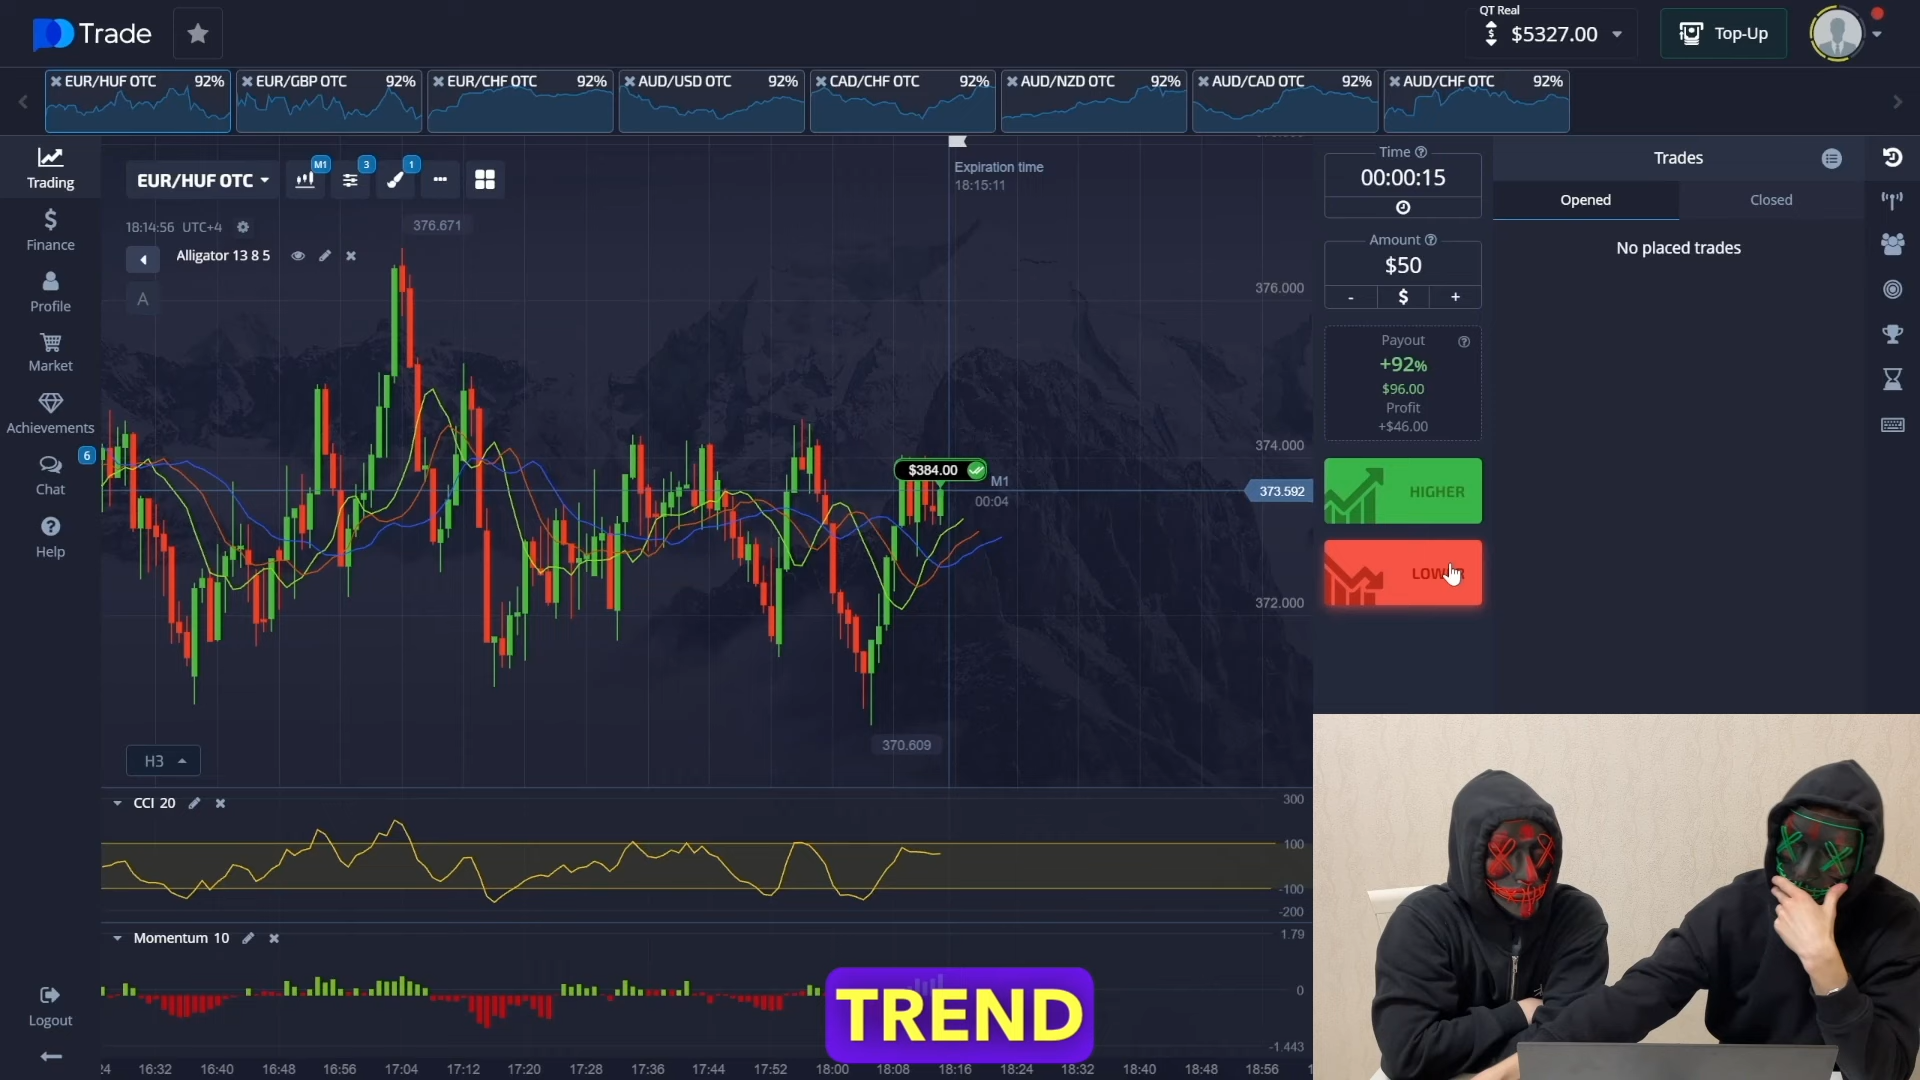 Trade
QT Real
$5327.00
Top-Up
EUR/HUF OTC 92%
EUR/GBP OTC 92%
EUR/CHF OTC 92%
AUD/USD OTC 92%
CAD/CHF OTC 92%
AUD/NZD OTC 92%
AUD/CAD OTC 92%
AUD/CHF OTC 92%
Trading
Finance
Profile
Market
Achievements
6
Chat
Help
Logout
EUR/HUF OTC
M1
3
1
18:14:56 UTC+4
Alligator 13 8 5
A
376.671
Expiration time
18:15:11
376.000
374.000
$384.00
M1
00:04
373.592
372.000
370.609
H3
CCI 20
300
100
-100
-200
Momentum 10
1.79
0
-1.443
TREND
24 16:32 16:40 16:48 16:56 17:04 17:12 17:20 17:28 17:36 17:44 17:52 18:00 18:08 18:16 18:24 18:32 18:40 18:48 18:56
Time
00:00:15
Amount
$50
- $ +
Payout
+92%
$96.00
Profit
+$46.00
HIGHER
LOWER
Trades
Opened
Closed
No placed trades